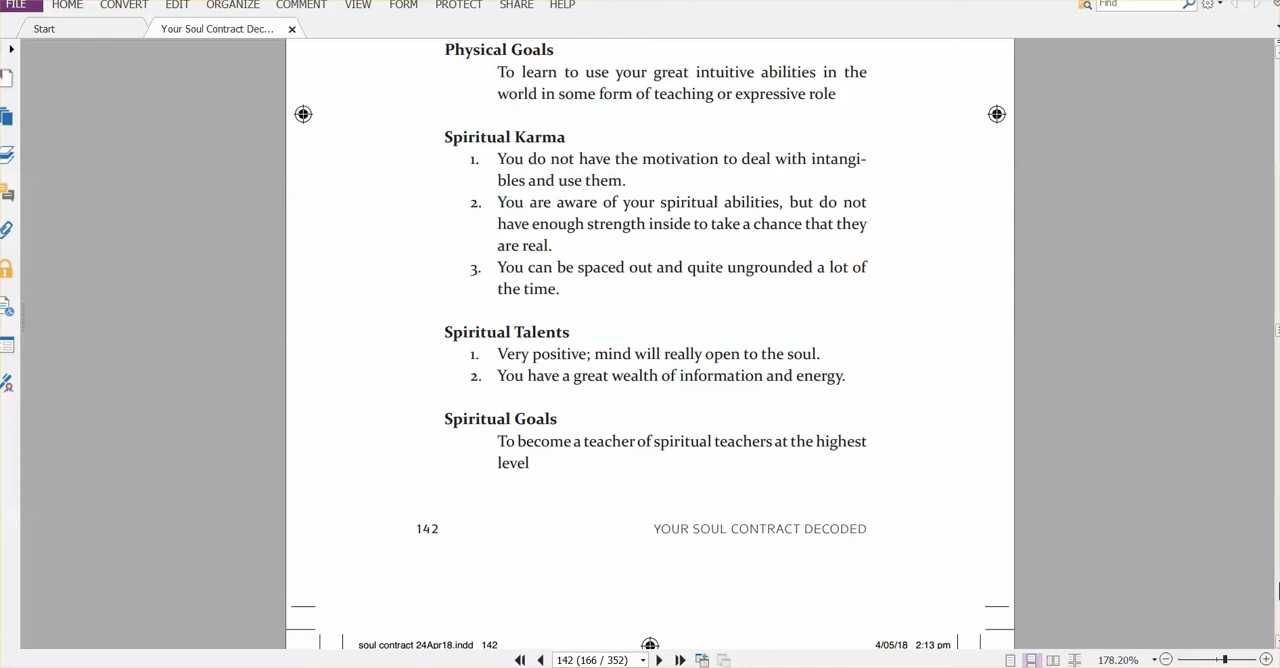 FILE HOME CONVERT EDIT ORGANIZE COMMENT VIEW FORM PROTECT SHARE HELP Find
Start Your Soul Contract Dec...
Physical Goals
To learn to use your great intuitive abilities in the
world in some form of teaching or expressive role
Spiritual Karma
1. You do not have the motivation to deal with intangi-
bles and use them.
2. You are aware of your spiritual abilities, but do not
have enough strength inside to take a chance that they
are real.
3. You can be spaced out and quite ungrounded a lot of
the time.
Spiritual Talents
1. Very positive; mind will really open to the soul.
2. You have a great wealth of information and energy.
Spiritual Goals
To become a teacher of spiritual teachers at the highest
level
142 YOUR SOUL CONTRACT DECODED
soul contract 24Apr18.indd 142 4/05/18 2:13 pm
142 (166 / 352) 178.20%